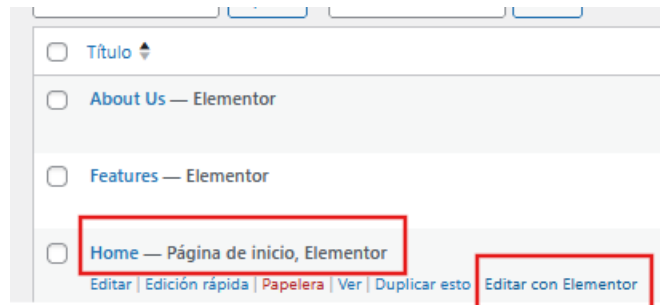 Título
About Us — Elementor
Features — Elementor
Home — Página de inicio, Elementor
Editar | Edición rápida | Papelera | Ver | Duplicar esto Editar con Elementor